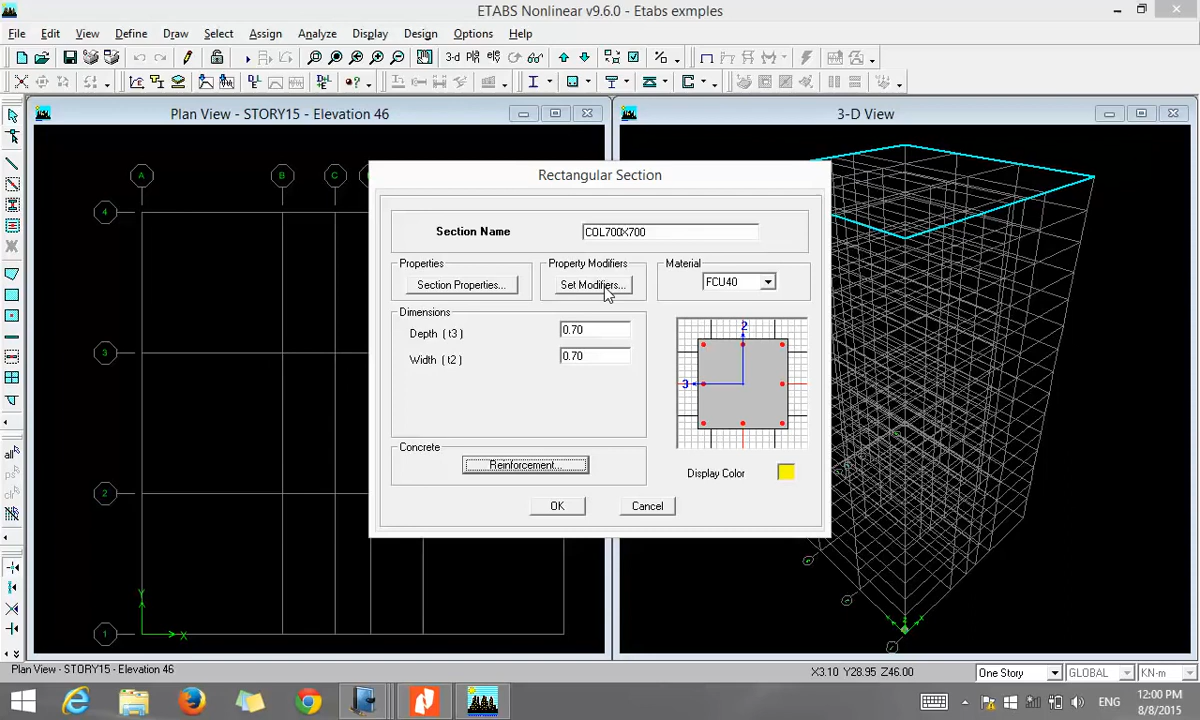 ETABS Nonlinear v9.6.0 - Etabs exmples
File Edit View Define Draw Select Assign Analyze Display Design Options Help
3-d
Plan View - STORY15 - Elevation 46
3-D View
A B C
4
3
2
1
Y
X
Rectangular Section
Section Name COL700X700
Properties
Section Properties...
Property Modifiers
Set Modifiers...
Material
FCU40
Dimensions
Depth ( t3 ) 0.70
Width ( t2 ) 0.70
2
3
Concrete
Reinforcement...
Display Color
OK Cancel
all
ps
clr
Plan View - STORY15 - Elevation 46 X3.10 Y28.95 Z46.00 One Story GLOBAL KN-m
ENG
12:00 PM
8/8/2015